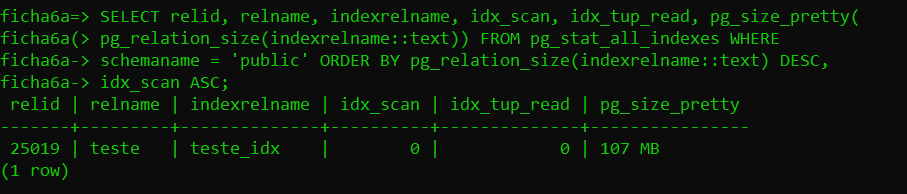 ficha6a=> SELECT relid, relname, indexrelname, idx_scan, idx_tup_read, pg_size_pretty(
ficha6a(> pg_relation_size(indexrelname::text)) FROM pg_stat_all_indexes WHERE
ficha6a-> schemaname = 'public' ORDER BY pg_relation_size(indexrelname::text) DESC,
ficha6a-> idx_scan ASC;
 relid | relname | indexrelname | idx_scan | idx_tup_read | pg_size_pretty
-------+---------+--------------+----------+--------------+----------------
 25019 | teste   | teste_idx    |        0 |            0 | 107 MB
(1 row)